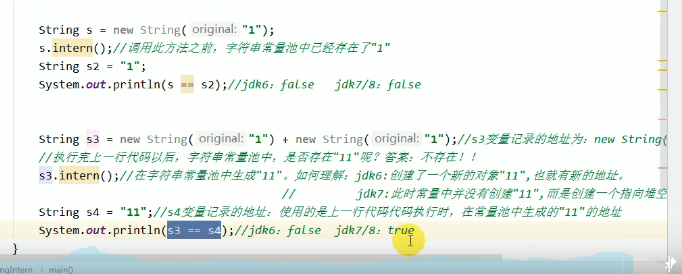 String s = new String( original: "1");
s.intern();//调用此方法之前，字符串常量池中已经存在了"1"
String s2 = "1";
System.out.println(s == s2);//jdk6：false   jdk7/8：false
String s3 = new String( original: "1") + new String( original: "1");//s3变量记录的地址为：new String(
//执行完上一行代码以后，字符串常量池中，是否存在"11"呢？答案：不存在！！
s3.intern();//在字符串常量池中生成"11"。如何理解：jdk6:创建了一个新的对象"11",也就有新的地址。
//         jdk7:此时常量中并没有创建"11",而是创建一个指向堆空
String s4 = "11";//s4变量记录的地址：使用的是上一行代码代码执行时，在常量池中生成的"11"的地址
System.out.println(s3 == s4);//jdk6：false  jdk7/8：true
}
ngIntern › main()